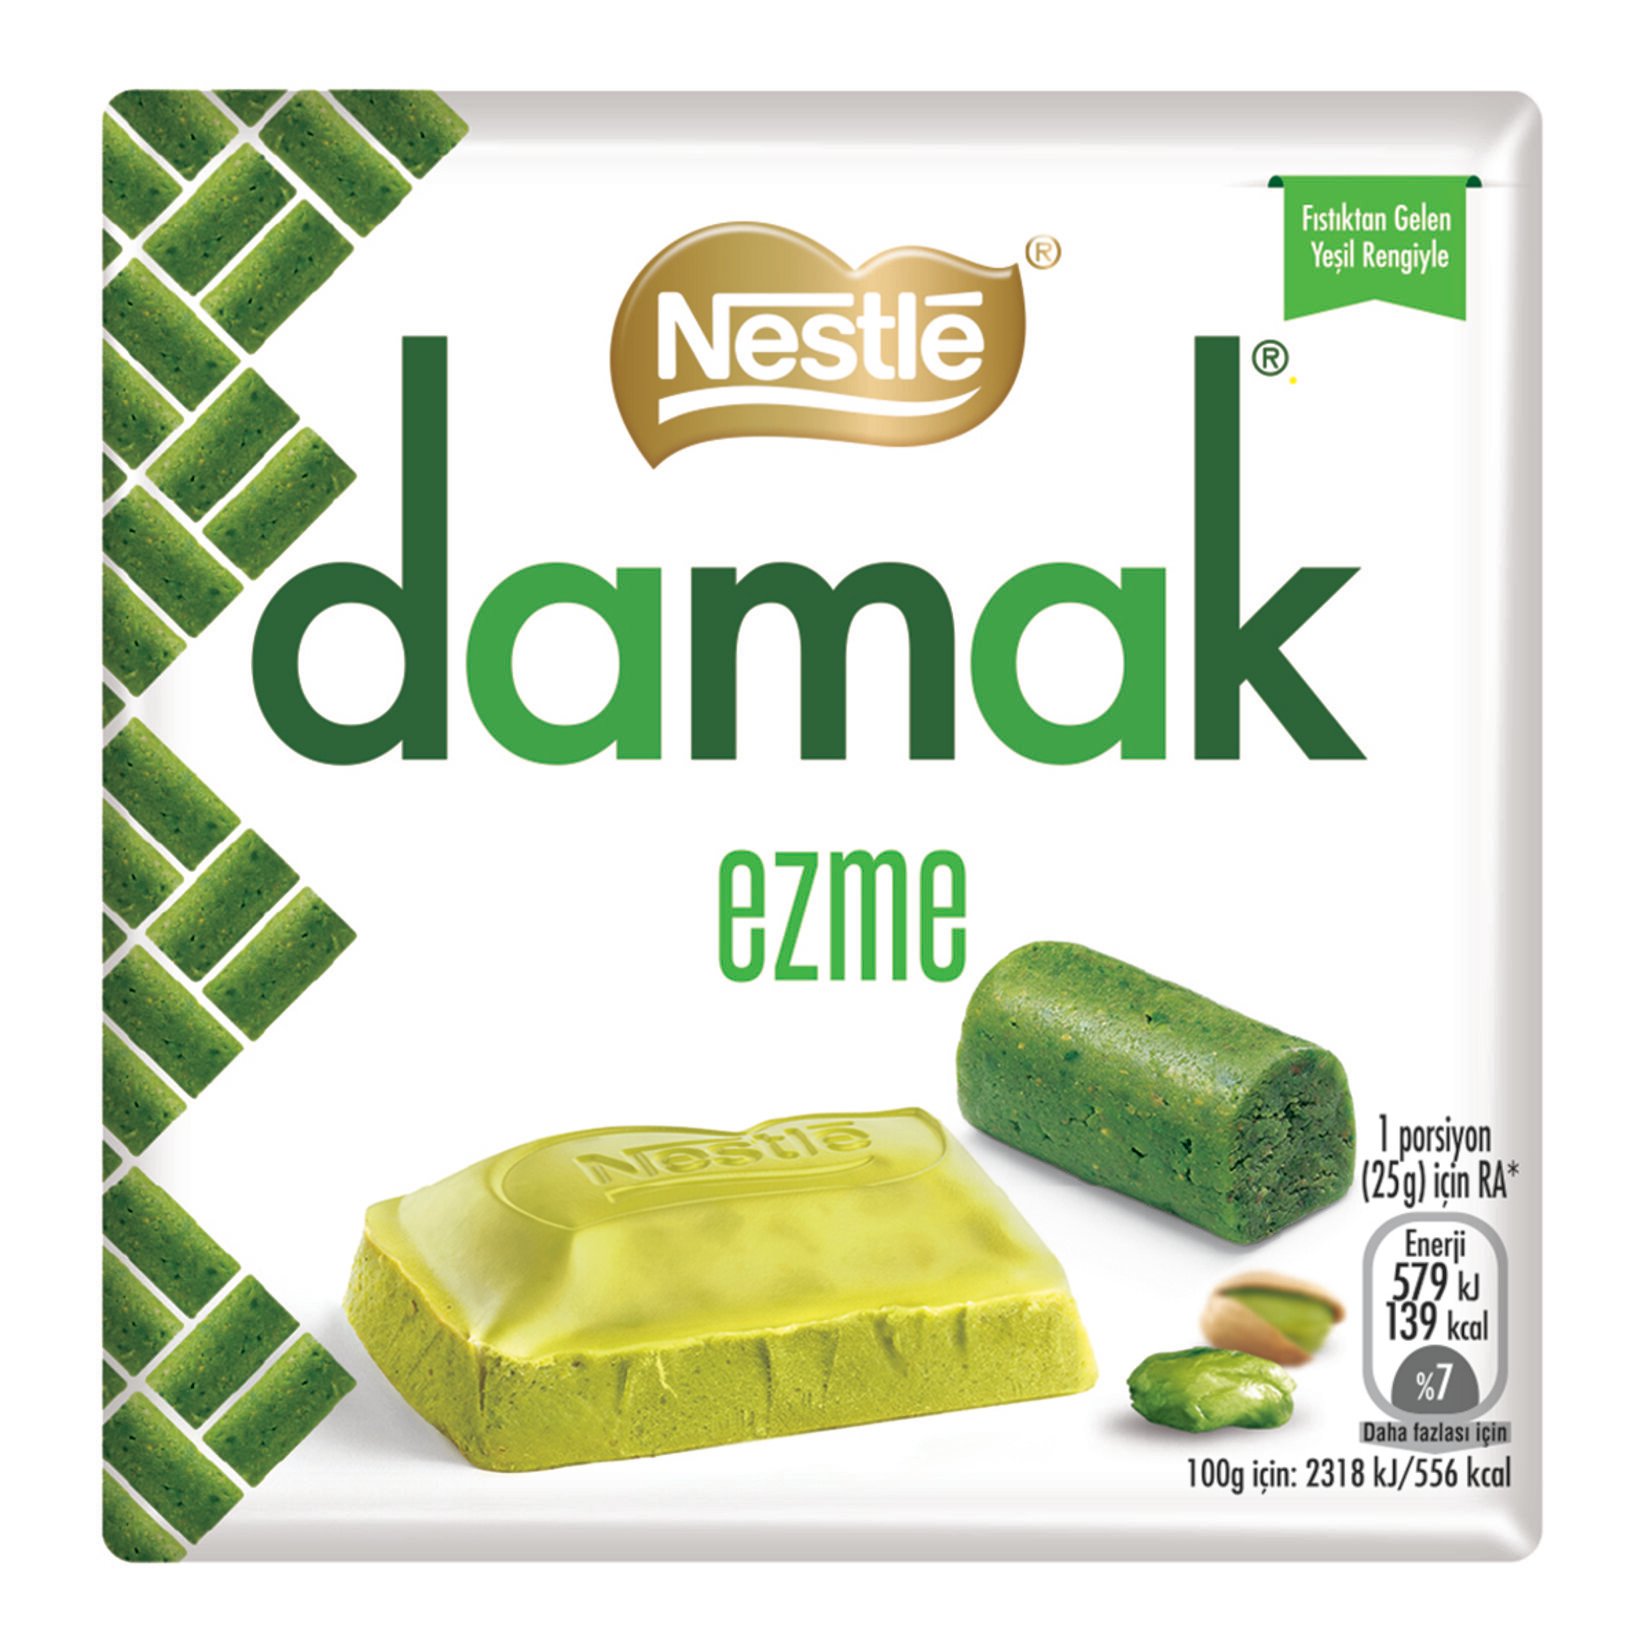 Fıstıktan Gelen
Yeşil Rengiyle
Nestlé ®
damak ®
ezme
Nestlé
1 porsiyon
(25g) için RA*
Enerji
579 kJ
139 kcal
%7
Daha fazlası için
100g için: 2318 kJ/556 kcal